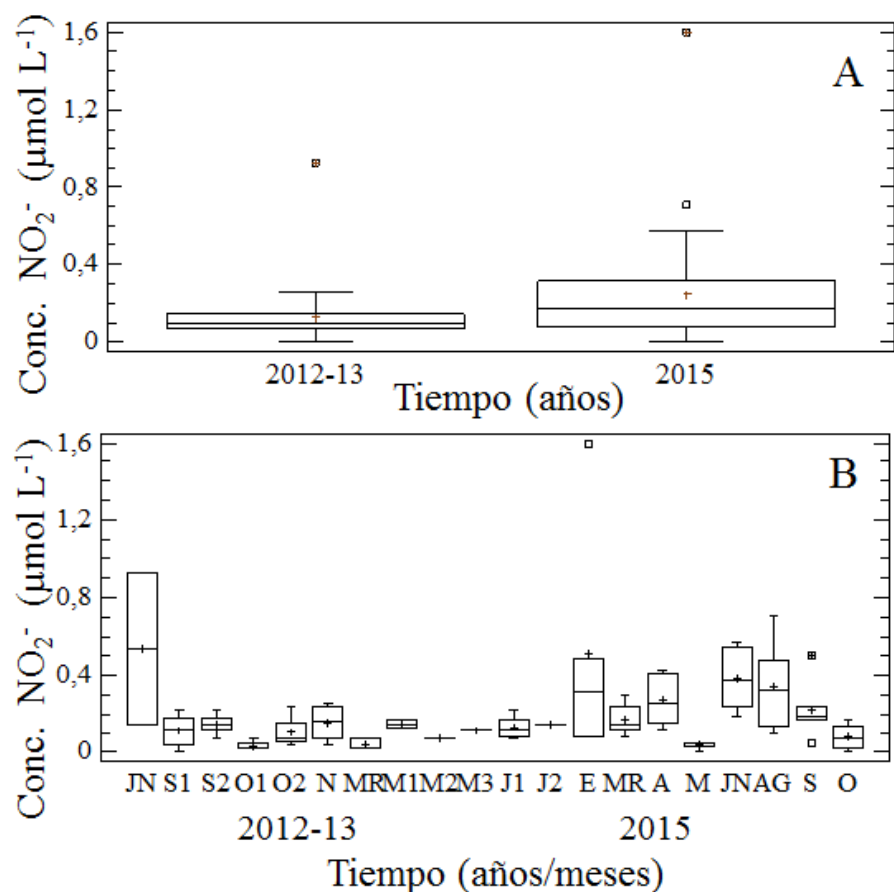 Conc. NO₂⁻ (µmol L⁻¹)
1,6
1,2
0,8
0,4
0
A
2012-13 2015
Tiempo (años)
Conc. NO₂⁻ (µmol L⁻¹)
1,6
1,2
0,8
0,4
0
B
JN S1 S2 O1 O2 N MR M1 M2 M3 J1 J2 E MR A M JN AG S O
2012-13 2015
Tiempo (años/meses)